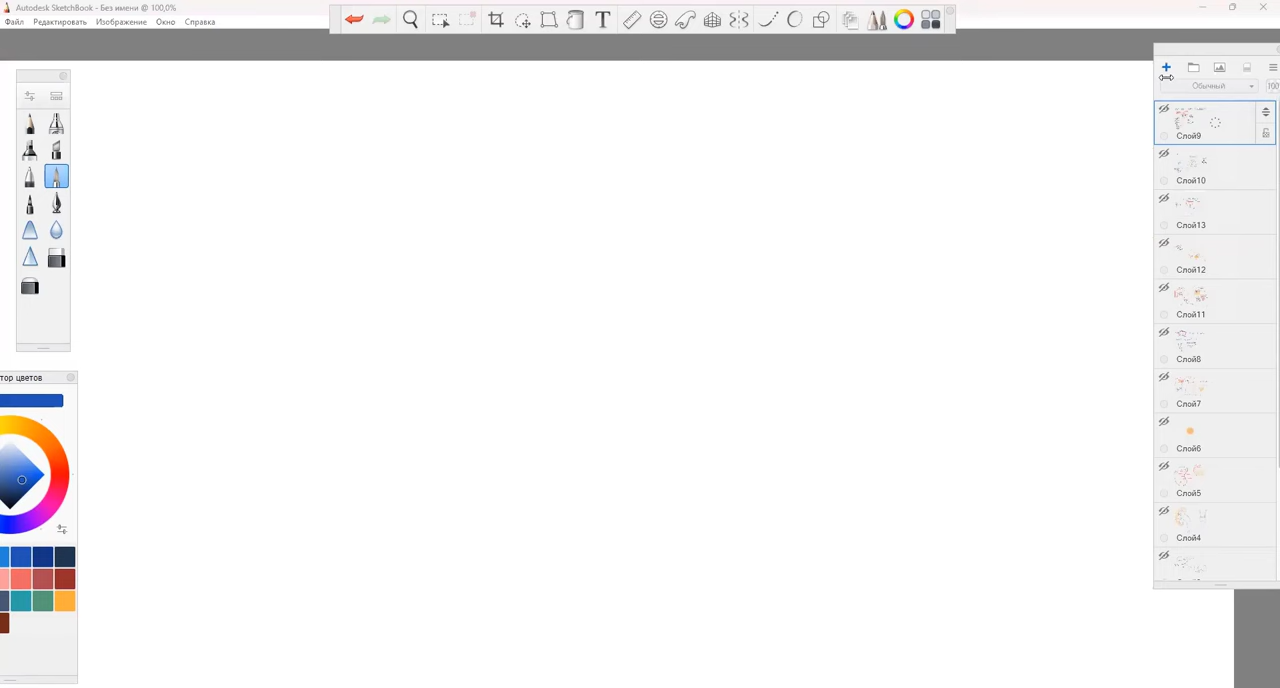 Autodesk SketchBook - Без имени @ 100,0%
Файл Редактировать Изображение Окно Справка
T
Обычный
100
Слой9
Слой10
Слой13
Слой12
Слой11
Слой8
Слой7
Слой6
Слой5
Слой4
тор цветов